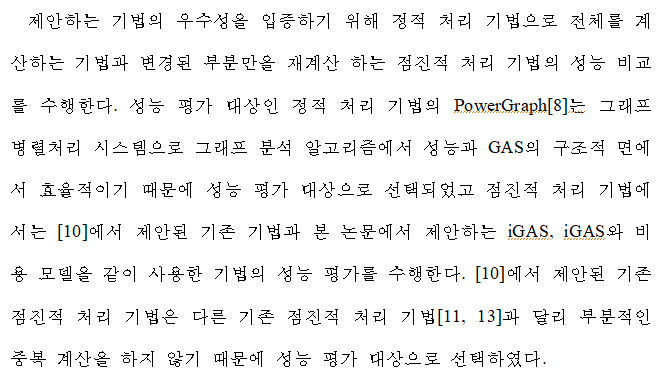 제안하는 기법의 우수성을 입증하기 위해 정적 처리 기법으로 전체를 계
산하는 기법과 변경된 부분만을 재계산 하는 점진적 처리 기법의 성능 비교
를 수행한다. 성능 평가 대상인 정적 처리 기법의 PowerGraph[8]는 그래프
병렬처리 시스템으로 그래프 분석 알고리즘에서 성능과 GAS의 구조적 면에
서 효율적이기 때문에 성능 평가 대상으로 선택되었고 점진적 처리 기법에
서는 [10]에서 제안된 기존 기법과 본 논문에서 제안하는 iGAS, iGAS와 비
용 모델을 같이 사용한 기법의 성능 평가를 수행한다. [10]에서 제안된 기존
점진적 처리 기법은 다른 기존 점진적 처리 기법[11, 13]과 달리 부분적인
중복 계산을 하지 않기 때문에 성능 평가 대상으로 선택하였다.